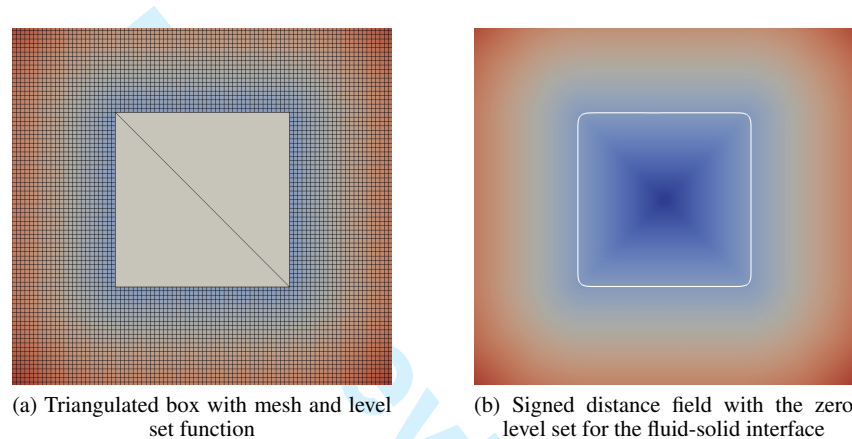 (a) Triangulated box with mesh and level
set function
(b) Signed distance field with the zero
level set for the fluid-solid interface